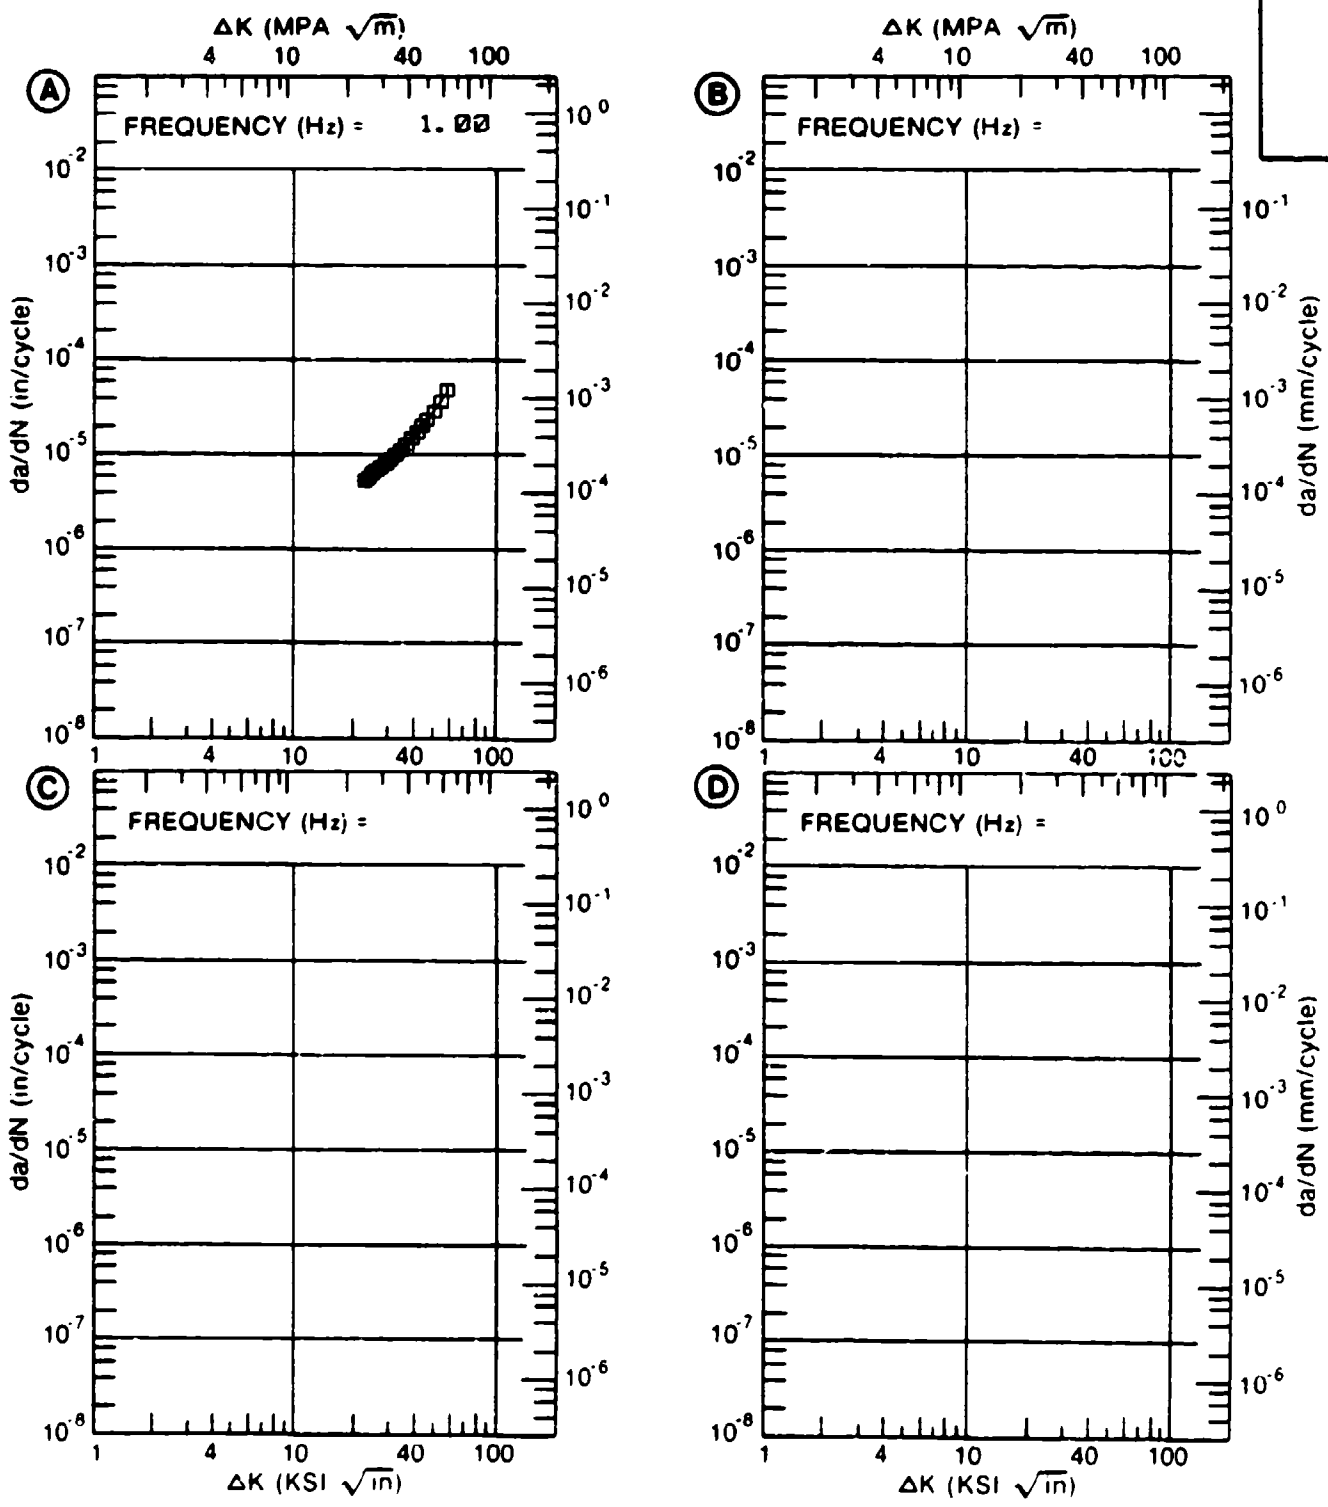 ΔK (MPA √m) ΔK (MPA √m)
4 10 40 100 4 10 40 100
A B
FREQUENCY (Hz) = 1.00 FREQUENCY (Hz) =
10⁰
10⁻² 10⁻²
10⁻¹ 10⁻¹
10⁻³ 10⁻³
10⁻² 10⁻²
10⁻⁴ 10⁻⁴
10⁻³ 10⁻³
10⁻⁵ 10⁻⁵
10⁻⁴ 10⁻⁴
10⁻⁶ 10⁻⁶
10⁻⁵ 10⁻⁵
10⁻⁷ 10⁻⁷
10⁻⁶ 10⁻⁶
10⁻⁸ 10⁻⁸
da/dN (in/cycle) da/dN (mm/cycle)
1 4 10 40 100 1 4 10 40 100
C D
FREQUENCY (Hz) = FREQUENCY (Hz) =
10⁰ 10⁰
10⁻² 10⁻²
10⁻¹ 10⁻¹
10⁻³ 10⁻³
10⁻² 10⁻²
10⁻⁴ 10⁻⁴
10⁻³ 10⁻³
10⁻⁵ 10⁻⁵
10⁻⁴ 10⁻⁴
10⁻⁶ 10⁻⁶
10⁻⁵ 10⁻⁵
10⁻⁷ 10⁻⁷
10⁻⁶ 10⁻⁶
10⁻⁸ 10⁻⁸
da/dN (in/cycle) da/dN (mm/cycle)
1 4 10 40 100 1 4 10 40 100
ΔK (KSI √in) ΔK (KSI √in)